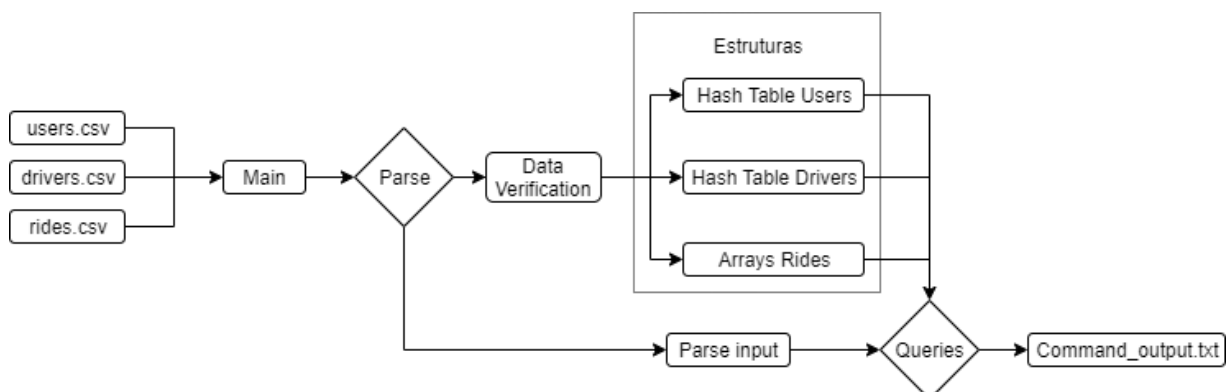 Estruturas
users.csv
drivers.csv
rides.csv
Main
Parse
Data
Verification
Hash Table Users
Hash Table Drivers
Arrays Rides
Parse input
Queries
Command_output.txt